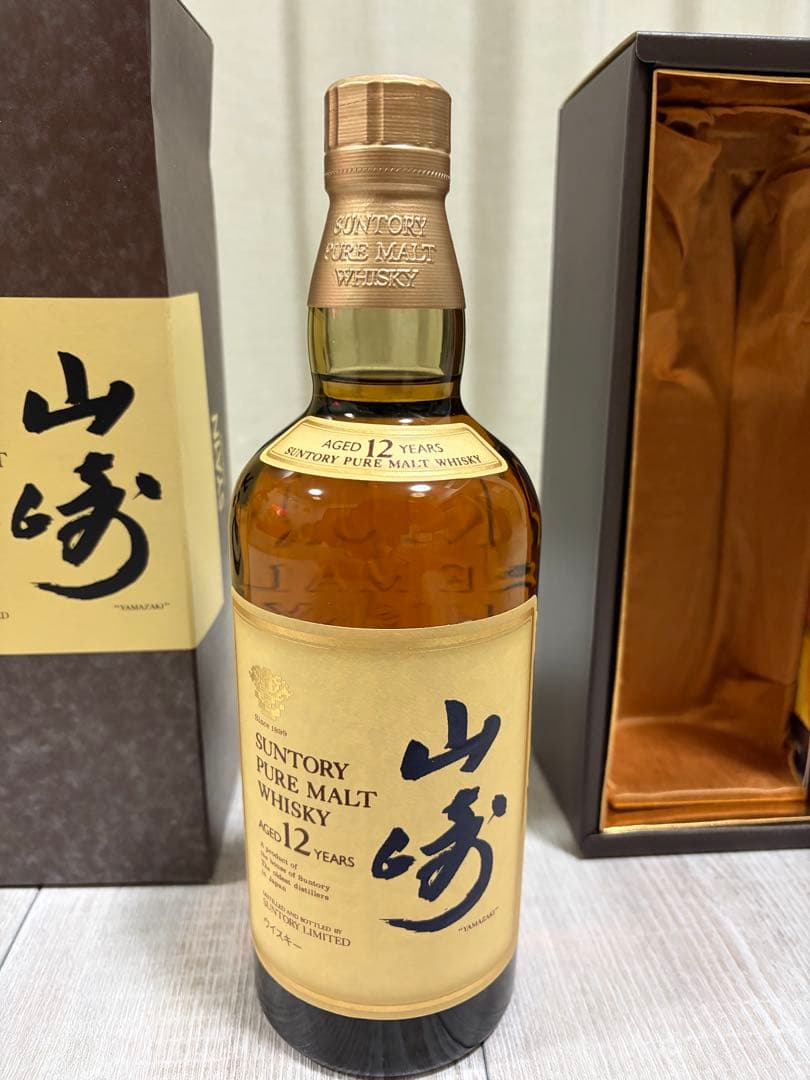 SUNTORY
PURE MALT
WHISKY
AGED 12 YEARS
SUNTORY PURE MALT WHISKY
Since 1899
SUNTORY
PURE MALT
WHISKY
AGED 12 YEARS
A product of
the house of Suntory
The oldest distillers
in Japan
DISTILLED AND BOTTLED BY
SUNTORY LIMITED
ウイスキー
山崎
"YAMAZAKI"
山崎
"YAMAZAKI"